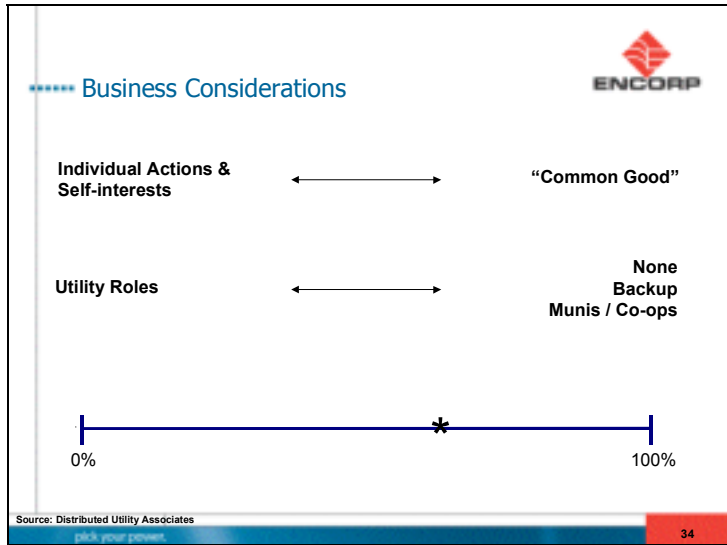 Business Considerations
ENCORP
Individual Actions &
Self-interests
“Common Good”
Utility Roles
None
Backup
Munis / Co-ops
*
0%
100%
Source: Distributed Utility Associates
pick your power.
34